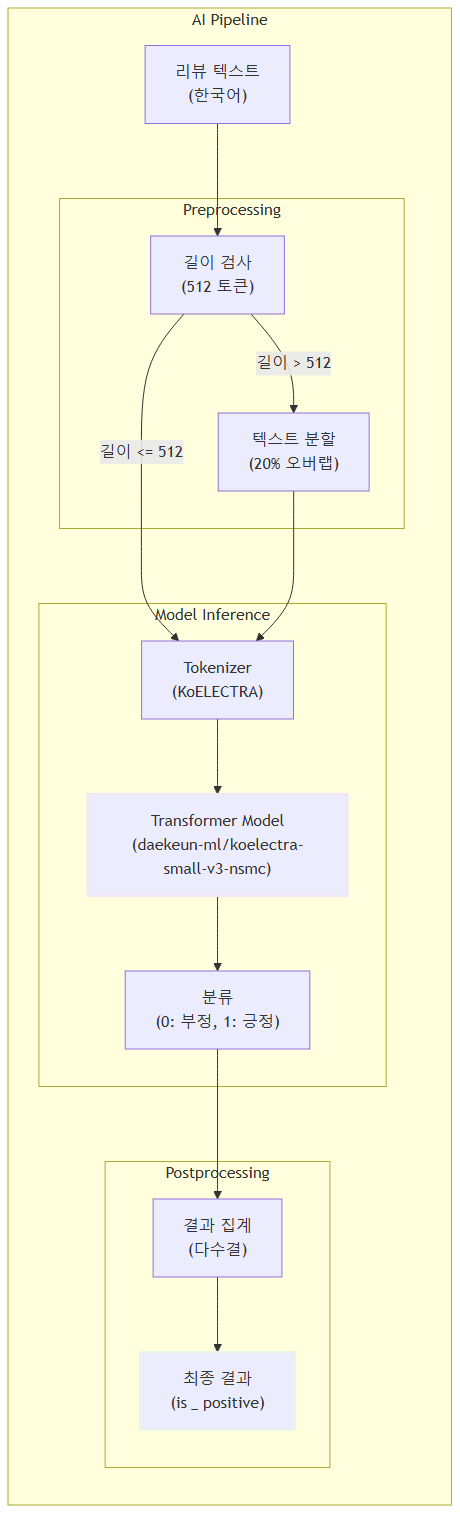 AI Pipeline
리뷰 텍스트
(한국어)
Preprocessing
길이 검사
(512 토큰)
길이 > 512
길이 <= 512
텍스트 분할
(20% 오버랩)
Model Inference
Tokenizer
(KoELECTRA)
Transformer Model
(daekeun-ml/koelectra-
small-v3-nsmc)
분류
(0: 부정, 1: 긍정)
Postprocessing
결과 집계
(다수결)
최종 결과
(is _ positive)